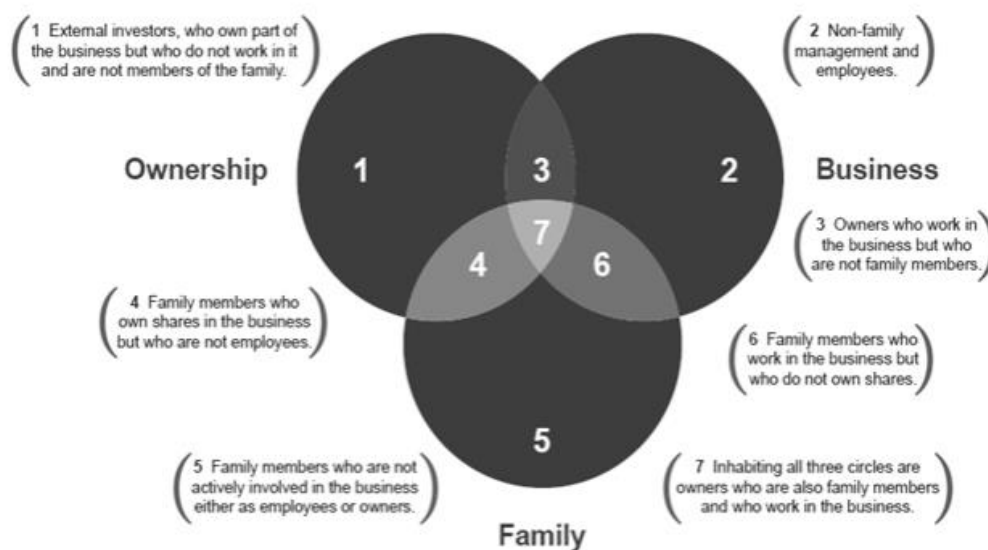 1 External investors, who own part of
the business but who do not work in it
and are not members of the family.
2 Non-family
management and
employees.
Ownership
1
3
2
Business
7
4
6
3 Owners who work in
the business but who
are not family members.
4 Family members who
own shares in the business
but who are not employees.
6 Family members who
work in the business but
who do not own shares.
5
5 Family members who are not
actively involved in the business
either as employees or owners.
7 Inhabiting all three circles are
owners who are also family members
and who work in the business.
Family